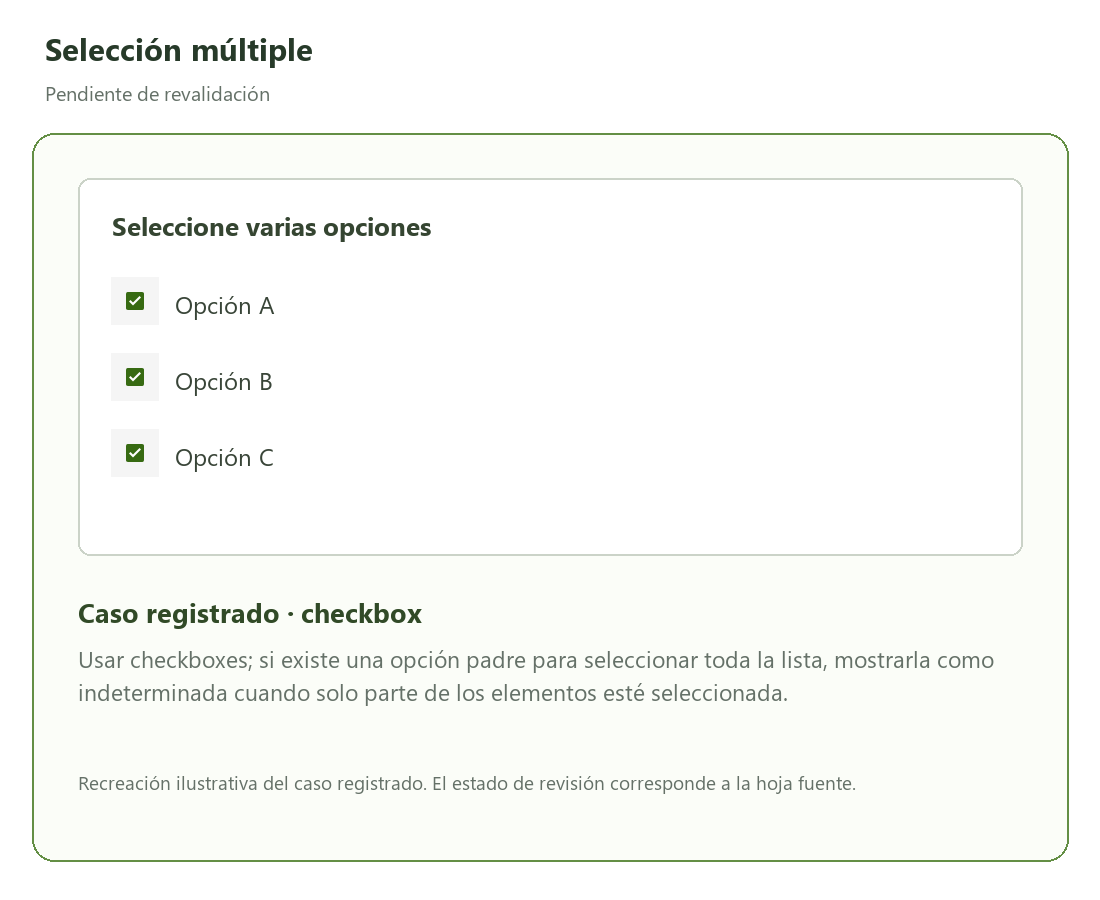 Selección múltiple
Pendiente de revalidación
Seleccione varias opciones
Opción A
Opción B
Opción C
Caso registrado · checkbox
Usar checkboxes; si existe una opción padre para seleccionar toda la lista, mostrarla como
indeterminada cuando solo parte de los elementos esté seleccionada.
Recreación ilustrativa del caso registrado. El estado de revisión corresponde a la hoja fuente.